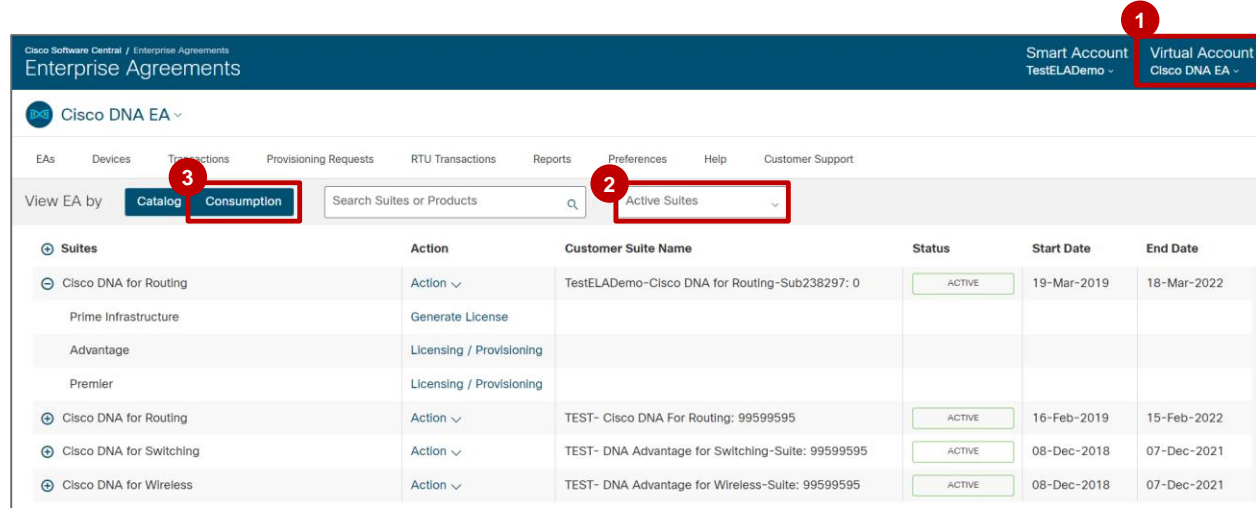 1
Cisco Software Central / Enterprise Agreements
Enterprise Agreements
Smart Account
TestELADemo
Virtual Account
Cisco DNA EA
Cisco DNA EA
EAs Devices Transactions Provisioning Requests RTU Transactions Reports Preferences Help Customer Support
3
2
View EA by Catalog Consumption Search Suites or Products Active Suites
Suites Action Customer Suite Name Status Start Date End Date
Cisco DNA for Routing Action TestELADemo-Cisco DNA for Routing-Sub238297: 0 ACTIVE 19-Mar-2019 18-Mar-2022
Prime Infrastructure Generate License
Advantage Licensing / Provisioning
Premier Licensing / Provisioning
Cisco DNA for Routing Action TEST- Cisco DNA For Routing: 99599595 ACTIVE 16-Feb-2019 15-Feb-2022
Cisco DNA for Switching Action TEST- DNA Advantage for Switching-Suite: 99599595 ACTIVE 08-Dec-2018 07-Dec-2021
Cisco DNA for Wireless Action TEST- DNA Advantage for Wireless-Suite: 99599595 ACTIVE 08-Dec-2018 07-Dec-2021